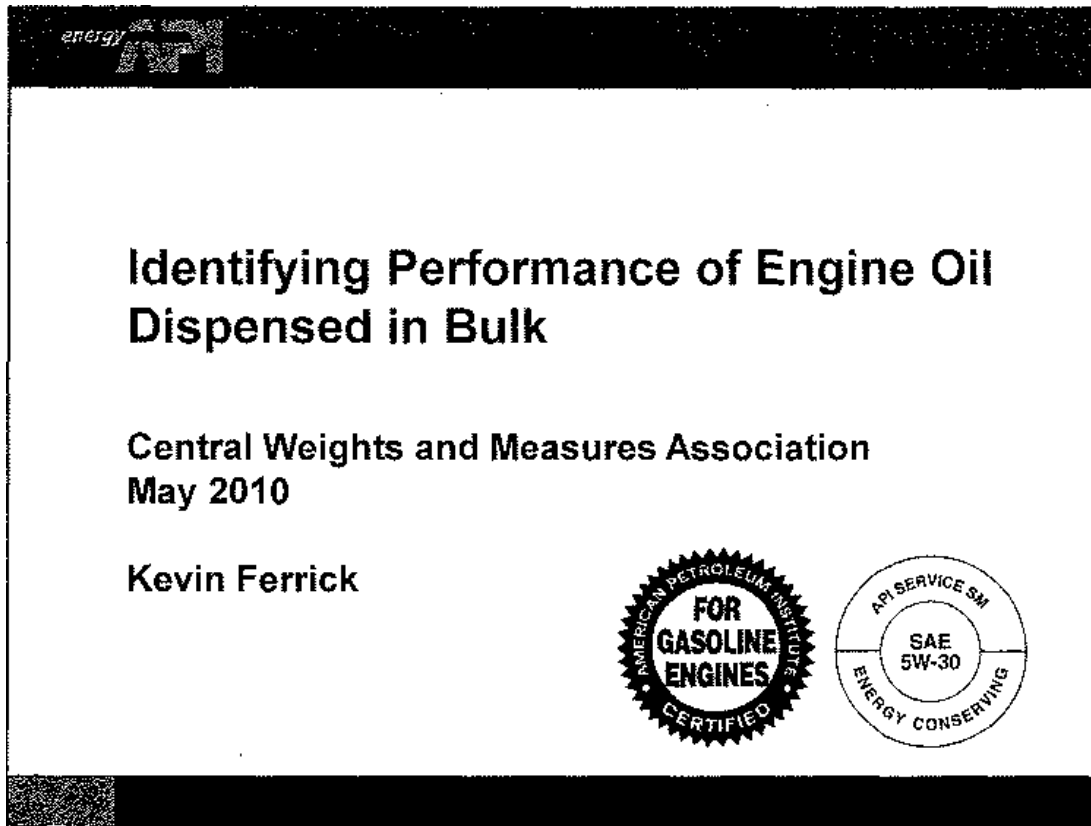 energy API
Identifying Performance of Engine Oil
Dispensed in Bulk
Central Weights and Measures Association
May 2010
Kevin Ferrick
AMERICAN PETROLEUM INSTITUTE
FOR
GASOLINE
ENGINES
CERTIFIED
API SERVICE SM
SAE
5W-30
ENERGY CONSERVING